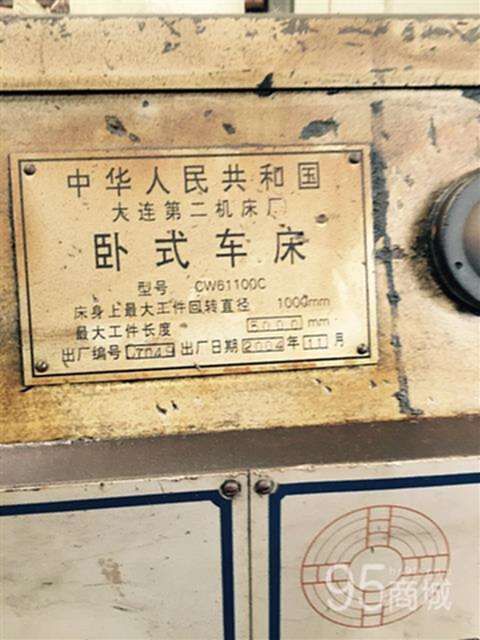 中华人民共和国
大连第二机床厂
卧式车床
型号 CW61100C
床身上最大工件回转直径 1000mm
最大工件长度 5000 mm
出厂编号 出厂日期 2004 年 11 月
95商城